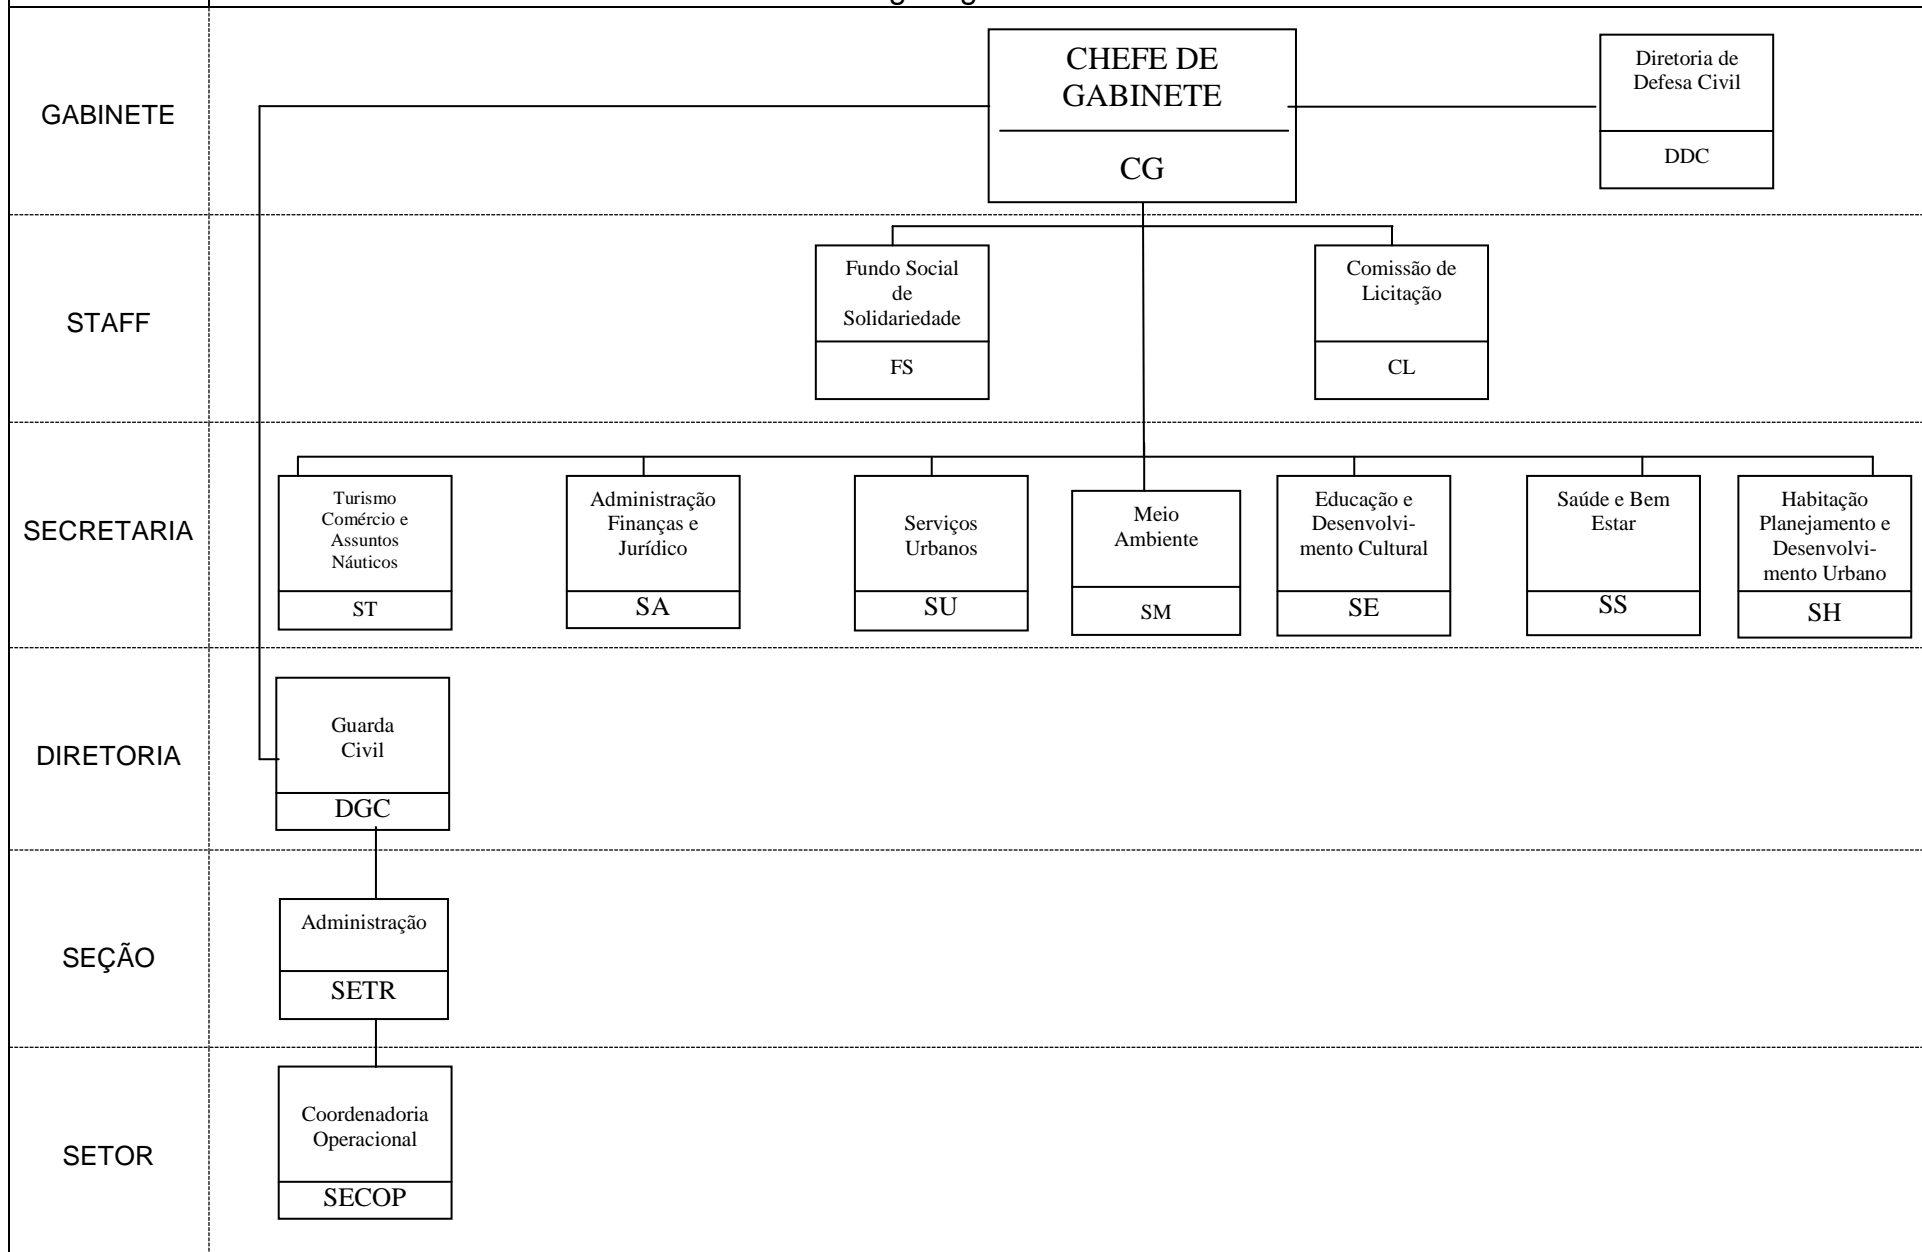 GABINETE
CHEFE DE
GABINETE
CG
Diretoria de
Defesa Civil
DDC
STAFF
Fundo Social
de
Solidariedade
FS
Comissão de
Licitação
CL
SECRETARIA
Turismo
Comércio e
Assuntos
Náuticos
ST
Administração
Finanças e
Jurídico
SA
Serviços
Urbanos
SU
Meio
Ambiente
SM
Educação e
Desenvolvi-
mento Cultural
SE
Saúde e Bem
Estar
SS
Habitação
Planejamento e
Desenvolvi-
mento Urbano
SH
DIRETORIA
Guarda
Civil
DGC
SEÇÃO
Administração
SETR
SETOR
Coordenadoria
Operacional
SECOP